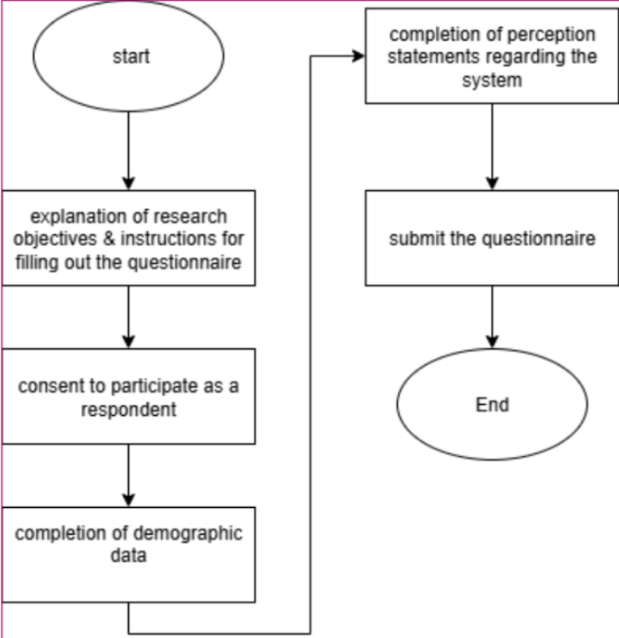 start
explanation of research
objectives & instructions for
filling out the questionnaire
consent to participate as a
respondent
completion of demographic
data
completion of perception
statements regarding the
system
submit the questionnaire
End